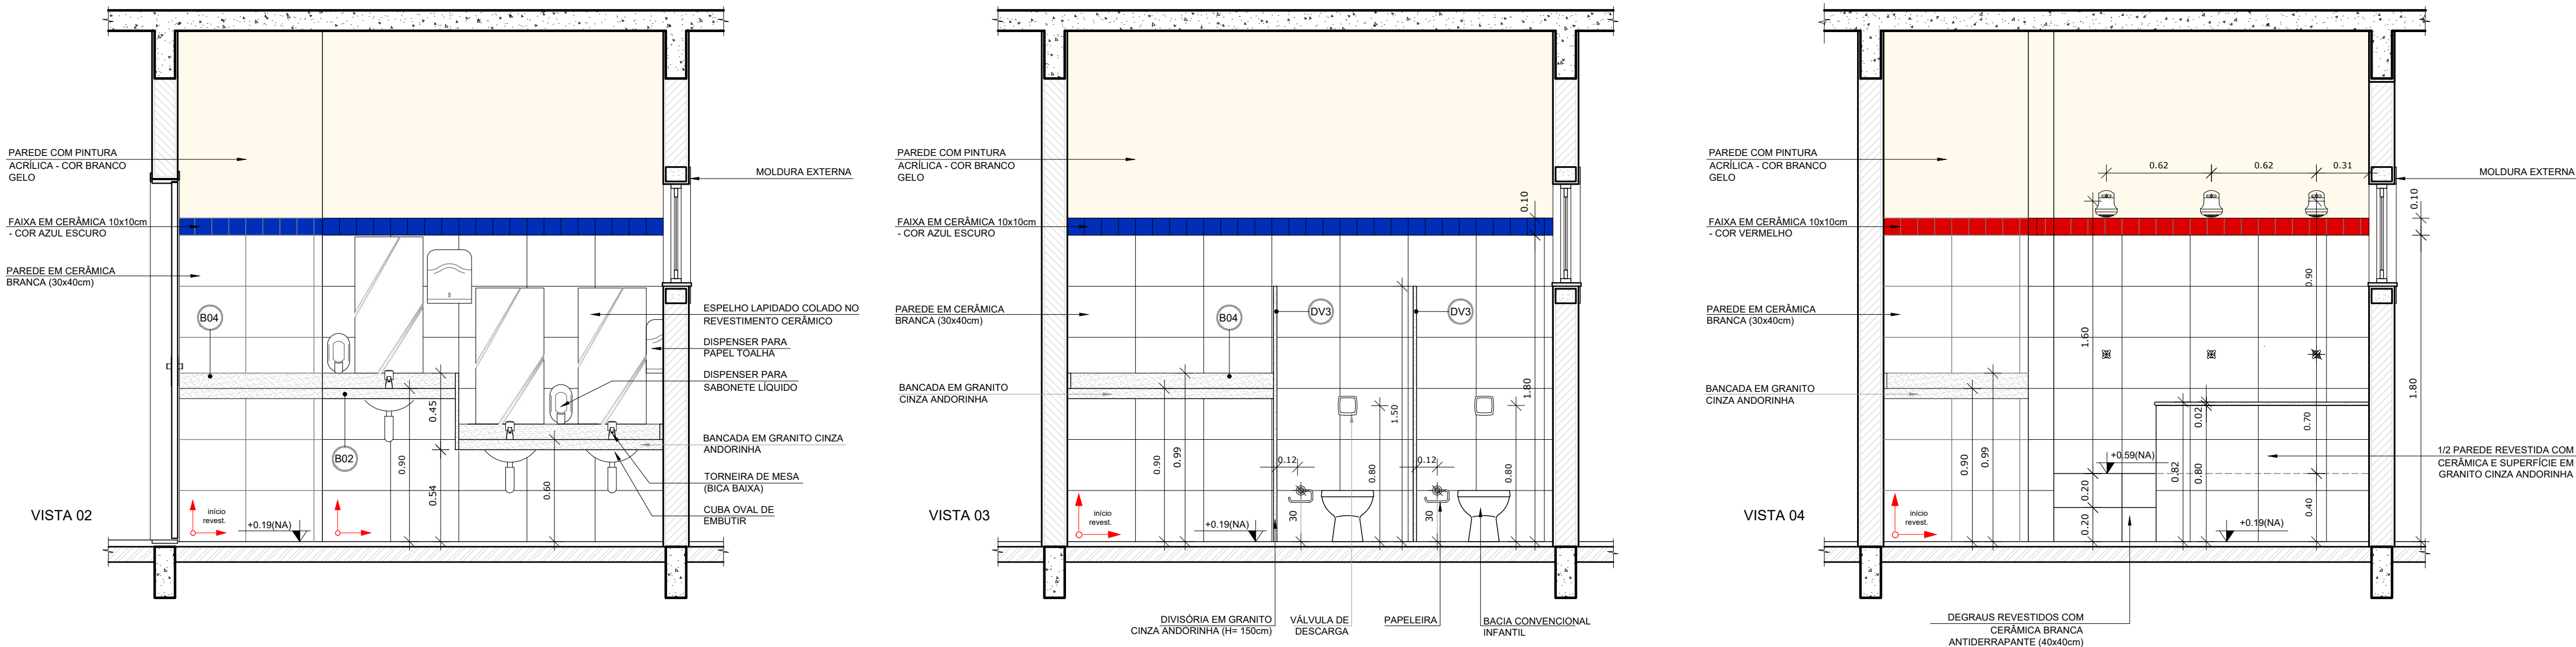 PAREDE COM PINTURA
ACRÍLICA - COR BRANCO
GELO
FAIXA EM CERÂMICA 10x10cm
- COR AZUL ESCURO
PAREDE EM CERÂMICA
BRANCA (30x40cm)
B04
B02
0.45
0.54
0.90
0.60
início
revest.
+0.19(NA)
VISTA 02
MOLDURA EXTERNA
ESPELHO LAPIDADO COLADO NO
REVESTIMENTO CERÂMICO
DISPENSER PARA
PAPEL TOALHA
DISPENSER PARA
SABONETE LÍQUIDO
BANCADA EM GRANITO CINZA
ANDORINHA
TORNEIRA DE MESA
(BICA BAIXA)
CUBA OVAL DE
EMBUTIR
PAREDE COM PINTURA
ACRÍLICA - COR BRANCO
GELO
FAIXA EM CERÂMICA 10x10cm
- COR AZUL ESCURO
PAREDE EM CERÂMICA
BRANCA (30x40cm)
BANCADA EM GRANITO
CINZA ANDORINHA
VISTA 03
B04
DV3
DV3
0.10
1.80
1.50
0.90
0.99
0.12
0.80
0.12
0.80
30
30
início
revest.
+0.19(NA)
DIVISÓRIA EM GRANITO
CINZA ANDORINHA (H= 150cm)
VÁLVULA DE
DESCARGA
PAPELEIRA
BACIA CONVENCIONAL
INFANTIL
PAREDE COM PINTURA
ACRÍLICA - COR BRANCO
GELO
FAIXA EM CERÂMICA 10x10cm
- COR VERMELHO
PAREDE EM CERÂMICA
BRANCA (30x40cm)
BANCADA EM GRANITO
CINZA ANDORINHA
VISTA 04
0.62
0.62
0.31
0.10
0.90
1.60
1.80
0.02
0.70
0.90
0.99
+0.59(NA)
0.82
0.80
0.20
0.20
0.40
início
revest.
+0.19(NA)
MOLDURA EXTERNA
1/2 PAREDE REVESTIDA COM
CERÂMICA E SUPERFÍCIE EM
GRANITO CINZA ANDORINHA
DEGRAUS REVESTIDOS COM
CERÂMICA BRANCA
ANTIDERRAPANTE (40x40cm)